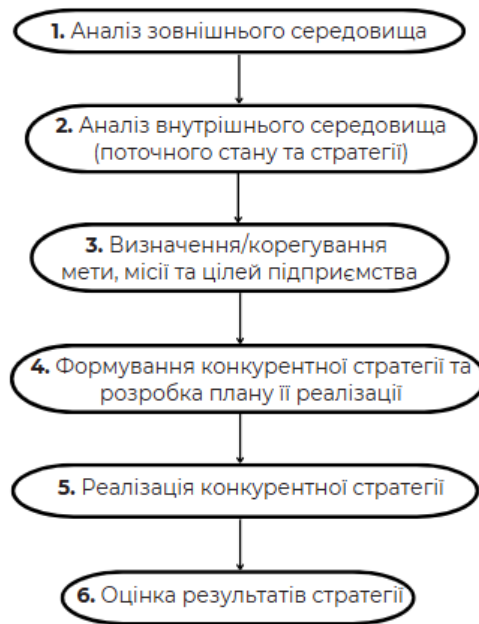 1. Аналіз зовнішнього середовища
2. Аналіз внутрішнього середовища
(поточного стану та стратегії)
3. Визначення/корегування
мети, місії та цілей підприємства
4. Формування конкурентної стратегії та
розробка плану її реалізації
5. Реалізація конкурентної стратегії
6. Оцінка результатів стратегії